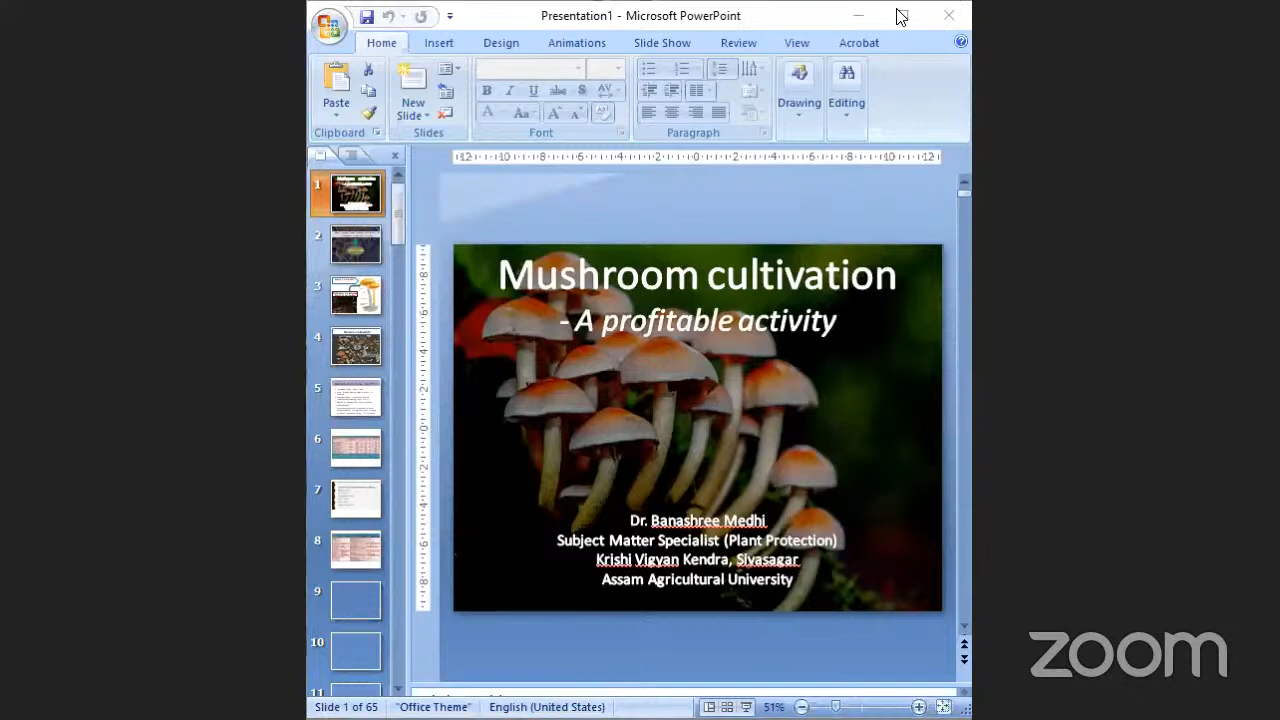 Presentation1 - Microsoft PowerPoint
Home Insert Design Animations Slide Show Review View Acrobat
Paste
New
Slide
Drawing
Editing
Clipboard Slides Font Paragraph
1
2
3
4
5
6
7
8
9
10
11
Mushroom cultivation
- A profitable activity
Dr. Banashree Medhi
Subject Matter Specialist (Plant Protection)
Krishi Vigyan Kendra, Sivasagar
Assam Agricultural University
zoom
Slide 1 of 65 "Office Theme" English (United States) 51%